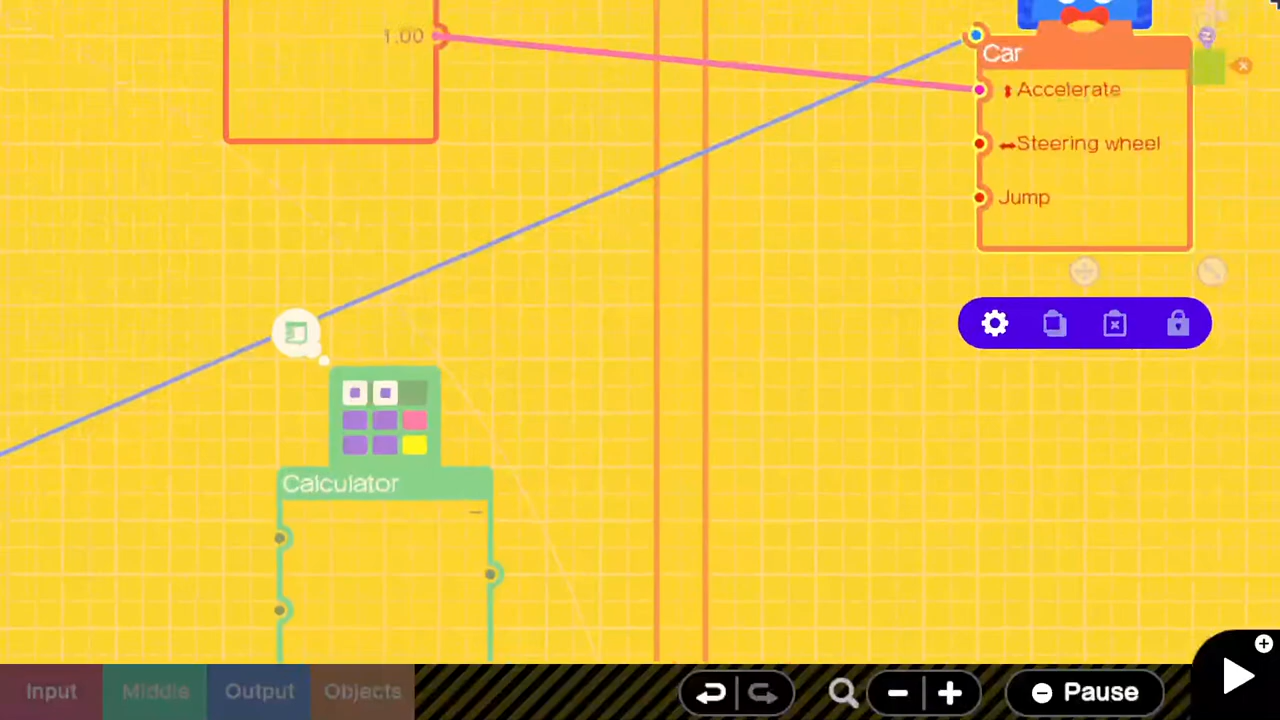 1.00
Car
Accelerate
Steering wheel
Jump
Calculator
Input
Middle
Output
Objects
Pause